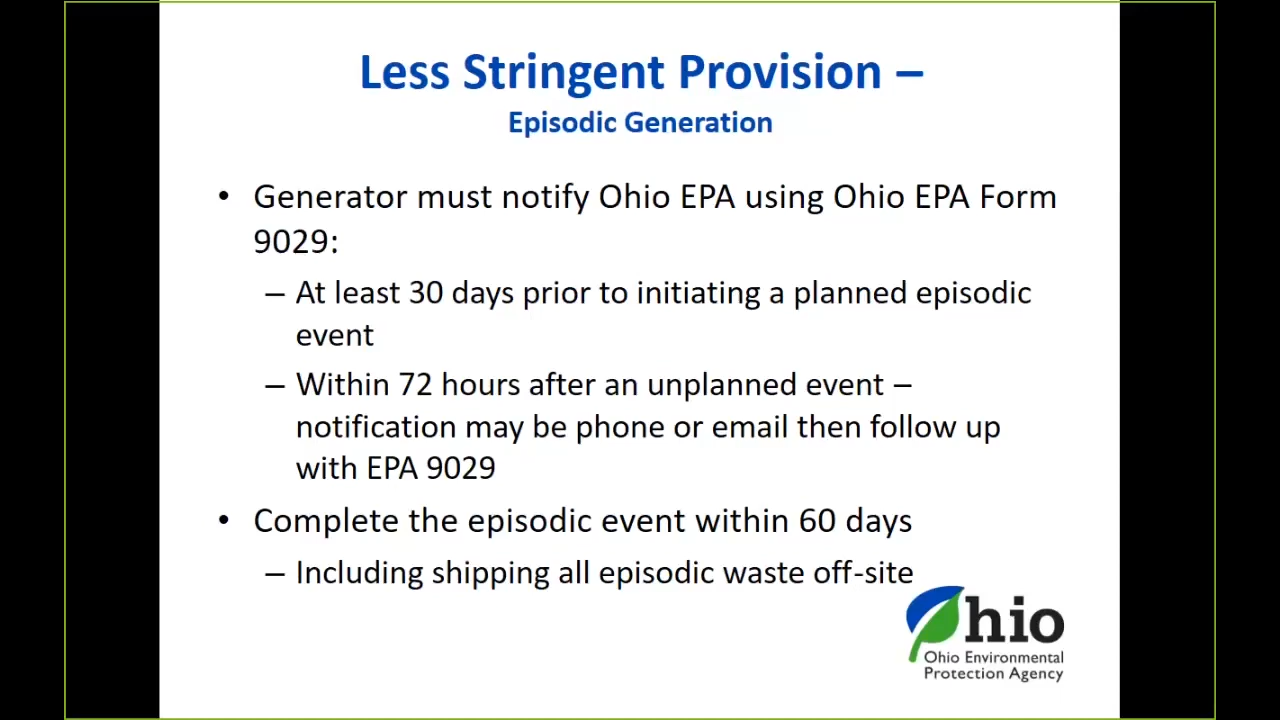 Less Stringent Provision –
Episodic Generation
• Generator must notify Ohio EPA using Ohio EPA Form
9029:
– At least 30 days prior to initiating a planned episodic
event
– Within 72 hours after an unplanned event –
notification may be phone or email then follow up
with EPA 9029
• Complete the episodic event within 60 days
– Including shipping all episodic waste off-site
Ohio
Ohio Environmental
Protection Agency